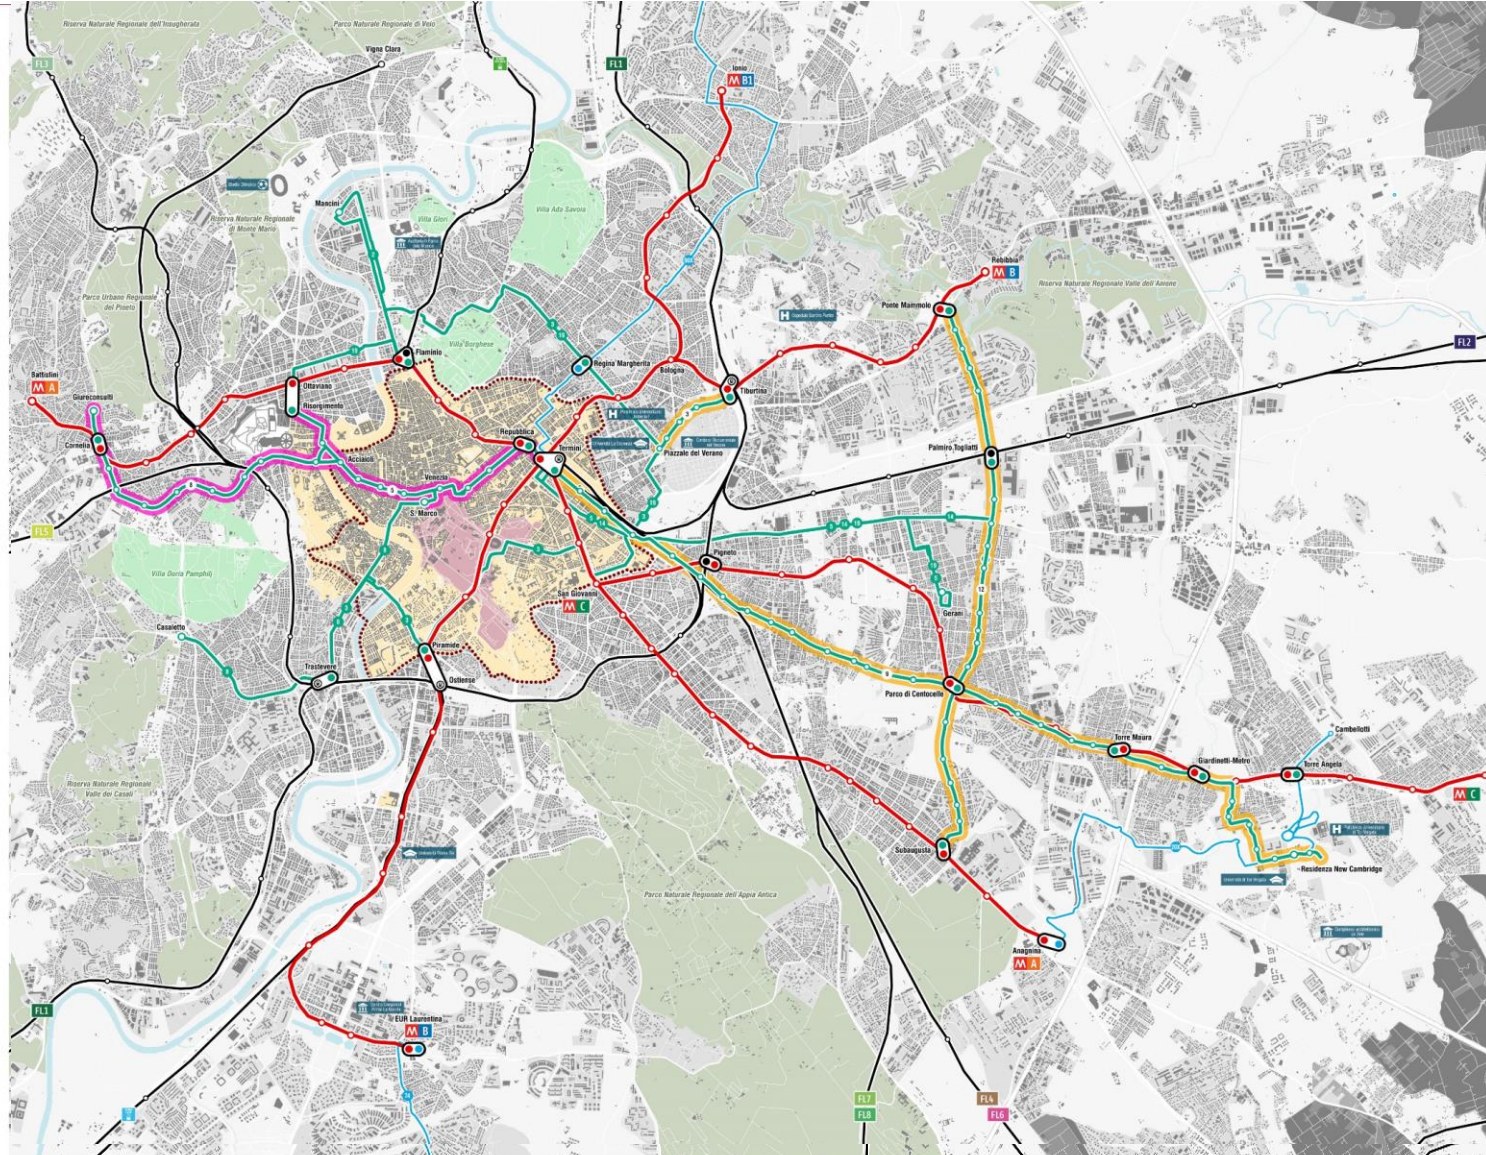 Riserva Naturale Regionale dell'Insugherata
Parco Naturale Regionale di Veio
Vigna Clara
FL3
FL1
Ionio
M B1
Mancini
Riserva Naturale Regionale
di Monte Mario
Villa Glori
Villa Ada Savoia
Parco Urbano Regionale
del Pineto
Rebibbia
M B
Ponte Mammolo
Riserva Naturale Regionale Valle dell'Aniene
FL2
Villa Borghese
Flaminio
Regina Margherita
Bologna
Tiburtina
Battistini
M A
Giureconsulti
Cornelia
Ottaviano
Risorgimento
Repubblica
Termini
Piazzale del Verano
Acciaioli
Venezia
S. Marco
Palmiro Togliatti
FL5
Villa Doria Pamphilj
Pigneto
San Giovanni
M C
Gerani
12
Casaletto
8
Trastevere
Piramide
Ostiense
Parco di Centocelle
Torre Maura
Giardinetti-Metro
Torre Angela
Cambellotti
M C
Riserva Naturale Regionale
Valle dei Casali
Subaugusta
Residenza New Cambridge
Parco Naturale Regionale dell'Appia Antica
Anagnina
M A
FL1
EUR Laurentina
M B
FL7
FL8
FL4
FL6